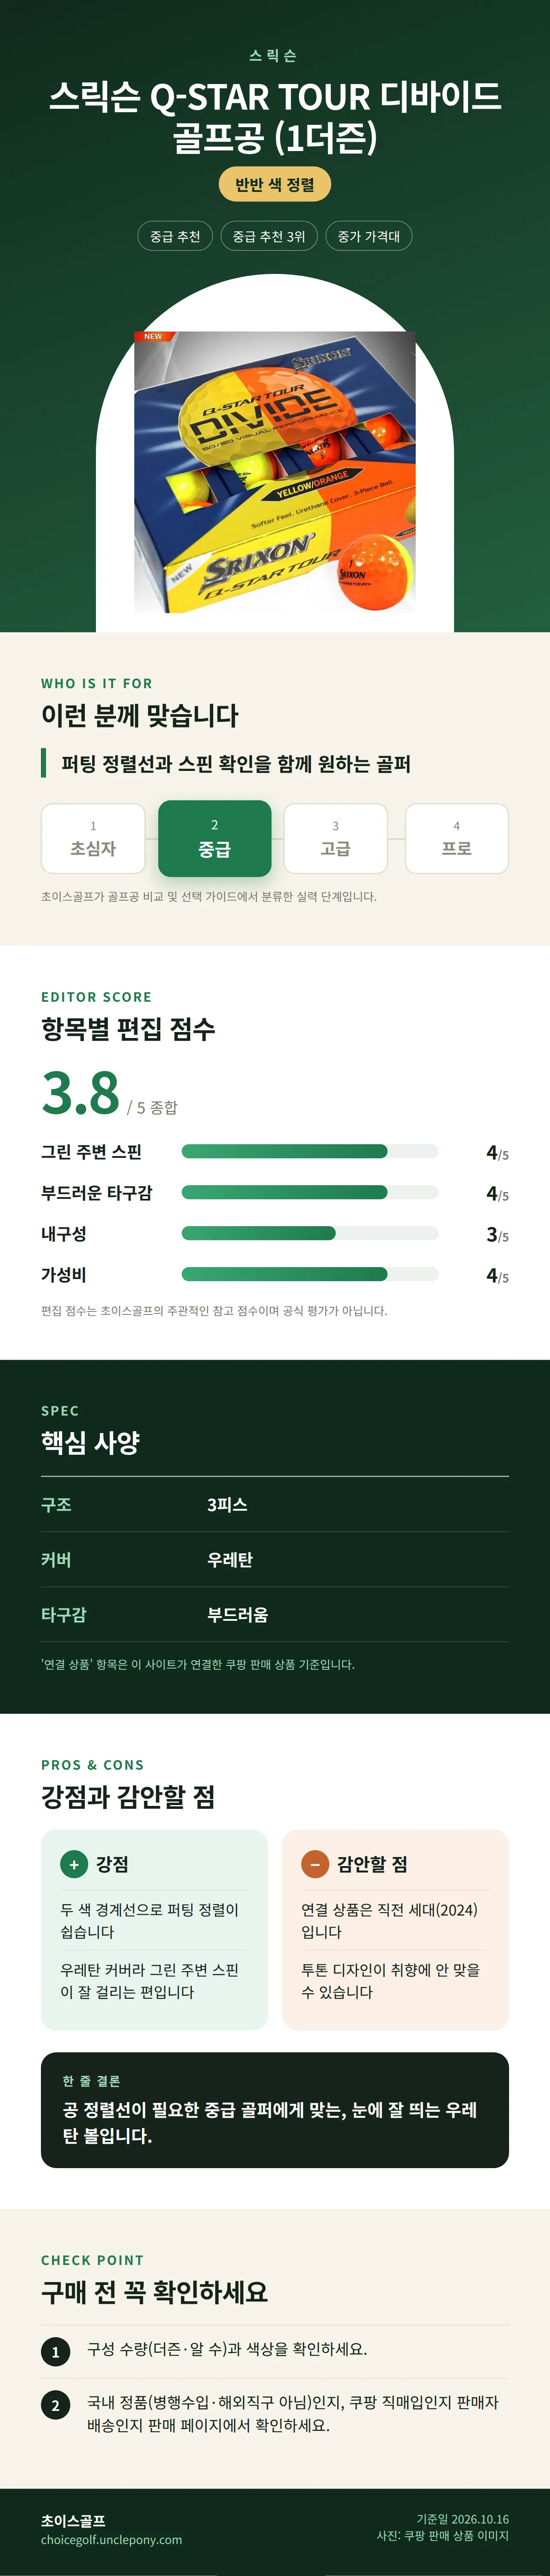 스릭슨
스릭슨 Q-STAR TOUR 디바이드
골프공 (1더즌)
반반 색 정렬
중급 추천
중급 추천 3위
중가 가격대
NEW
SRIXON
Q-STAR TOUR
DIVIDE
50/50 VISUAL PERFORMANCE
YELLOW/ORANGE
Softer Feel. Urethane Cover, 3-Piece Ball.
NEW
SRIXON
Q-STAR TOUR
SRIXON
WHO IS IT FOR
이런 분께 맞습니다
퍼팅 정렬선과 스핀 확인을 함께 원하는 골퍼
1
초심자
2
중급
3
고급
4
프로
초이스골프가 골프공 비교 및 선택 가이드에서 분류한 실력 단계입니다.
EDITOR SCORE
항목별 편집 점수
3.8 / 5 종합
그린 주변 스핀 4/5
부드러운 타구감 4/5
내구성 3/5
가성비 4/5
편집 점수는 초이스골프의 주관적인 참고 점수이며 공식 평가가 아닙니다.
SPEC
핵심 사양
구조 3피스
커버 우레탄
타구감 부드러움
'연결 상품' 항목은 이 사이트가 연결한 쿠팡 판매 상품 기준입니다.
PROS & CONS
강점과 감안할 점
+ 강점
두 색 경계선으로 퍼팅 정렬이
쉽습니다
우레탄 커버라 그린 주변 스핀
이 잘 걸리는 편입니다
− 감안할 점
연결 상품은 직전 세대(2024)
입니다
투톤 디자인이 취향에 안 맞을
수 있습니다
한 줄 결론
공 정렬선이 필요한 중급 골퍼에게 맞는, 눈에 잘 띄는 우레
탄 볼입니다.
CHECK POINT
구매 전 꼭 확인하세요
1 구성 수량(더즌·알 수)과 색상을 확인하세요.
2 국내 정품(병행수입·해외직구 아님)인지, 쿠팡 직매입인지 판매자
배송인지 판매 페이지에서 확인하세요.
초이스골프
choicegolf.unclepony.com
기준일 2026.10.16
사진: 쿠팡 판매 상품 이미지